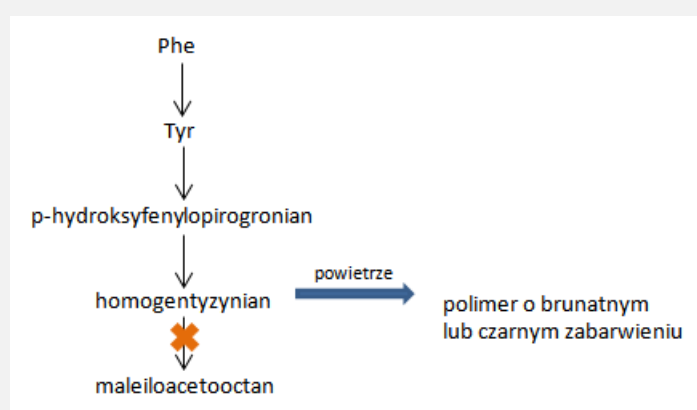 Phe
Tyr
p-hydroksyfenylopirogronian
powietrze
homogentyzynian
polimer o brunatnym
lub czarnym zabarwieniu
maleiloacetooctan